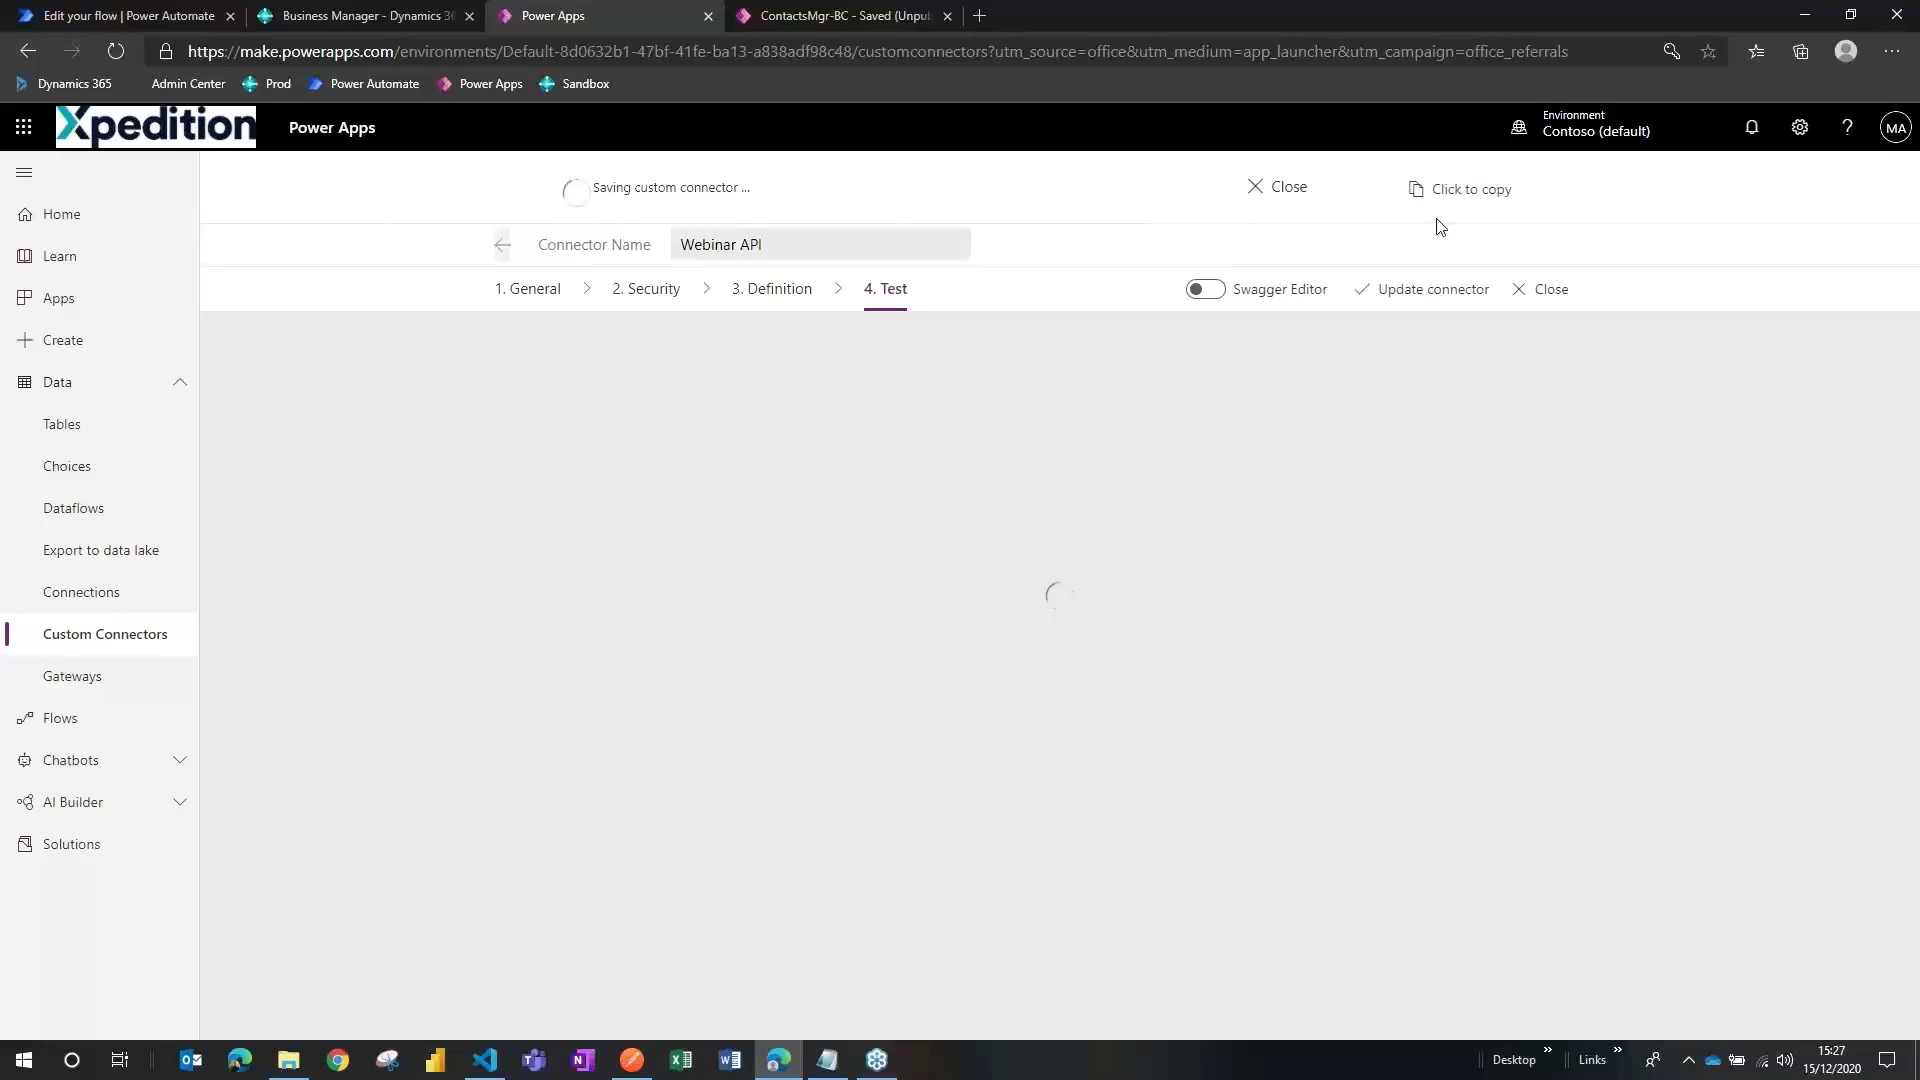 Edit your flow | Power Automate
Business Manager - Dynamics 36
Power Apps
ContactsMgr-BC - Saved (Unpu
https://make.powerapps.com/environments/Default-8d0632b1-47bf-41fe-ba13-a838adf98c48/customconnectors?utm_source=office&utm_medium=app_launcher&utm_campaign=office_referrals
Dynamics 365
Admin Center
Prod
Power Automate
Power Apps
Sandbox
Xpedition
Power Apps
Environment
Contoso (default)
?
MA
Saving custom connector ...
Close
Click to copy
Connector Name
Webinar API
1. General
2. Security
3. Definition
4. Test
Swagger Editor
Update connector
Close
Home
Learn
Apps
Create
Data
Tables
Choices
Dataflows
Export to data lake
Connections
Custom Connectors
Gateways
Flows
Chatbots
AI Builder
Solutions
Desktop
Links
15:27
15/12/2020